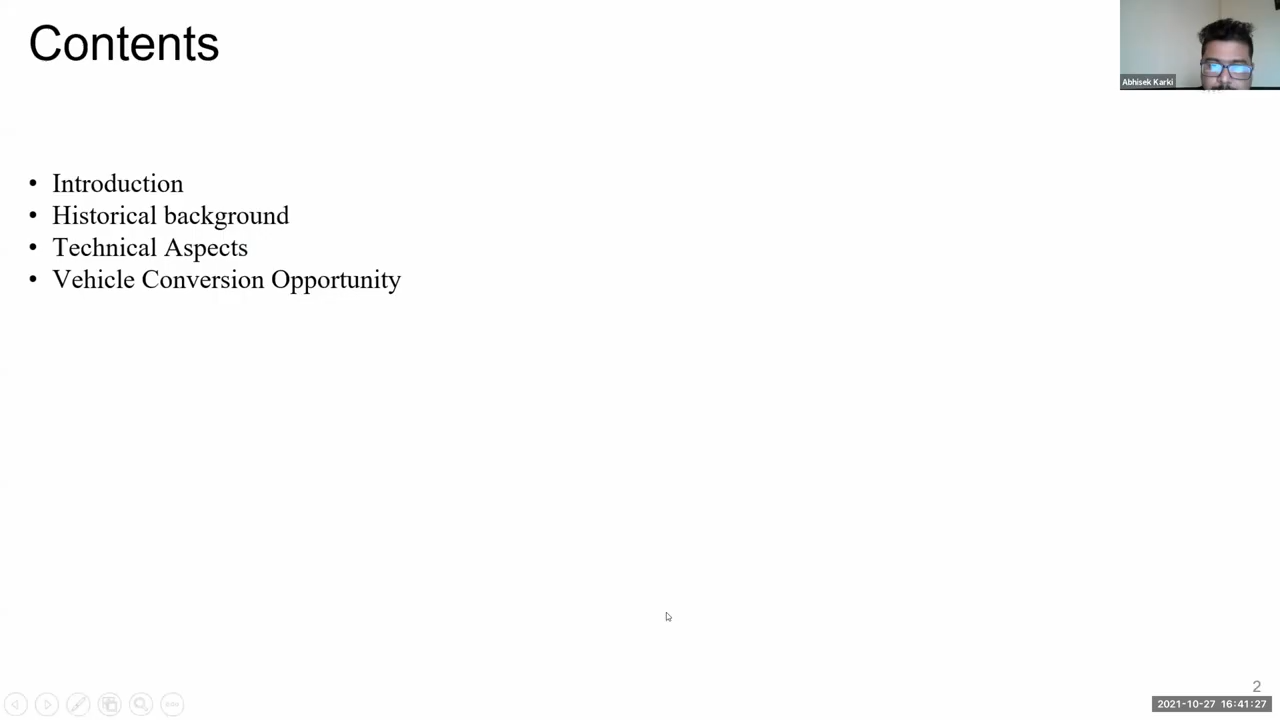 Contents
Abhisek Karki
• Introduction
• Historical background
• Technical Aspects
• Vehicle Conversion Opportunity
2
2021-10-27 16:41:27